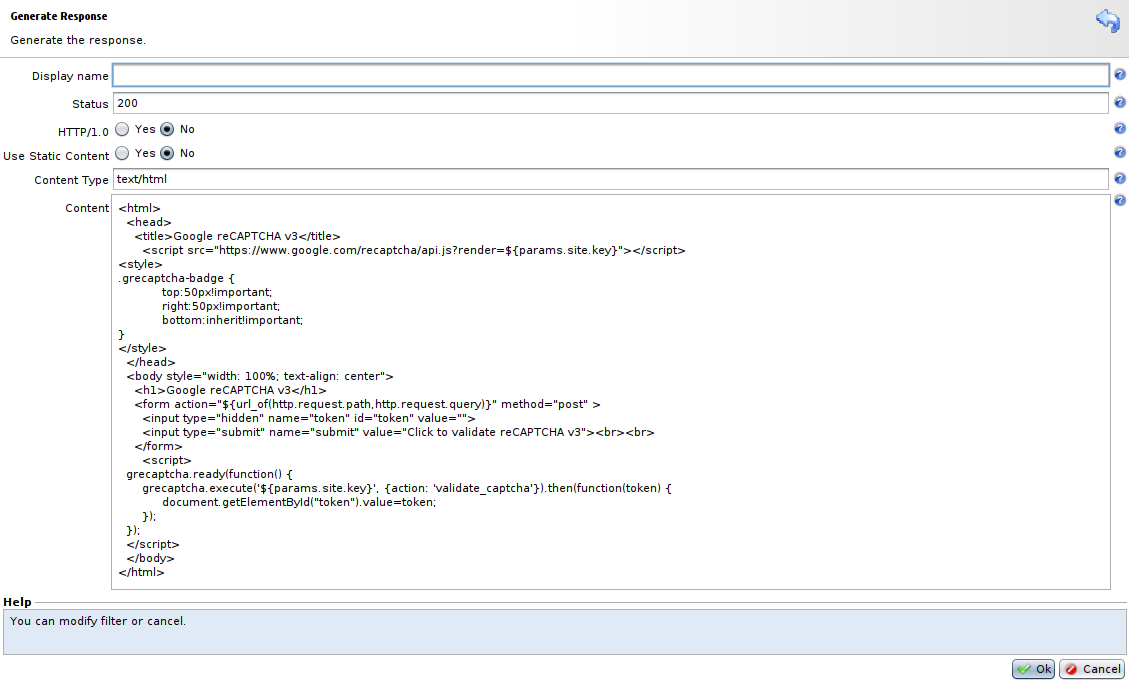 Generate Response
Generate the response.
Display name
Status 200
HTTP/1.0 Yes No
Use Static Content Yes No
Content Type text/html
Content <html>
<head>
<title>Google reCAPTCHA v3</title>
<script src="https://www.google.com/recaptcha/api.js?render=${params.site.key}"></script>
<style>
.grecaptcha-badge {
top:50px!important;
right:50px!important;
bottom:inherit!important;
}
</style>
</head>
<body style="width: 100%; text-align: center">
<h1>Google reCAPTCHA v3</h1>
<form action="${url_of(http.request.path,http.request.query)}" method="post" >
<input type="hidden" name="token" id="token" value="">
<input type="submit" name="submit" value="Click to validate reCAPTCHA v3"><br><br>
</form>
<script>
grecaptcha.ready(function() {
grecaptcha.execute('${params.site.key}', {action: 'validate_captcha'}).then(function(token) {
document.getElementById("token").value=token;
});
});
</script>
</body>
</html>
Help
You can modify filter or cancel.
Ok Cancel